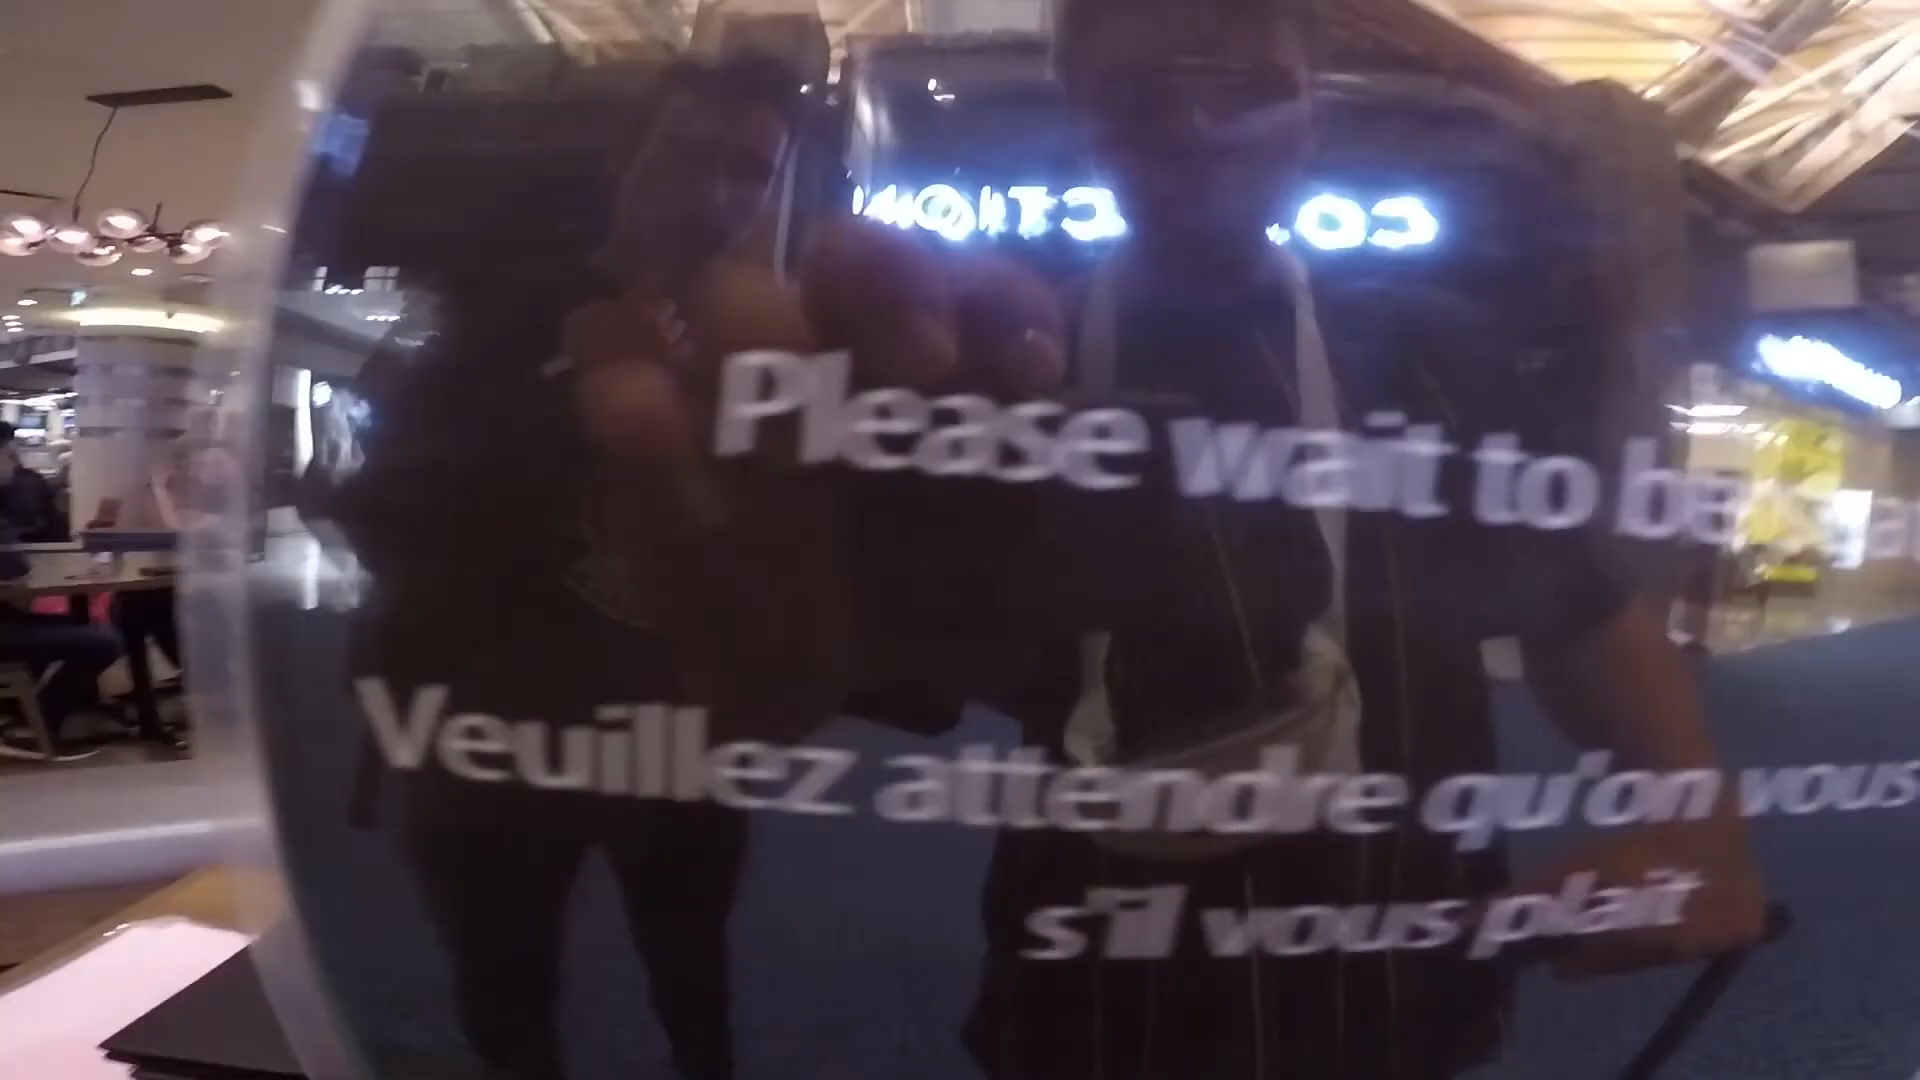 Please wait to be
Veuillez attendre qu'on vous
s'il vous plait